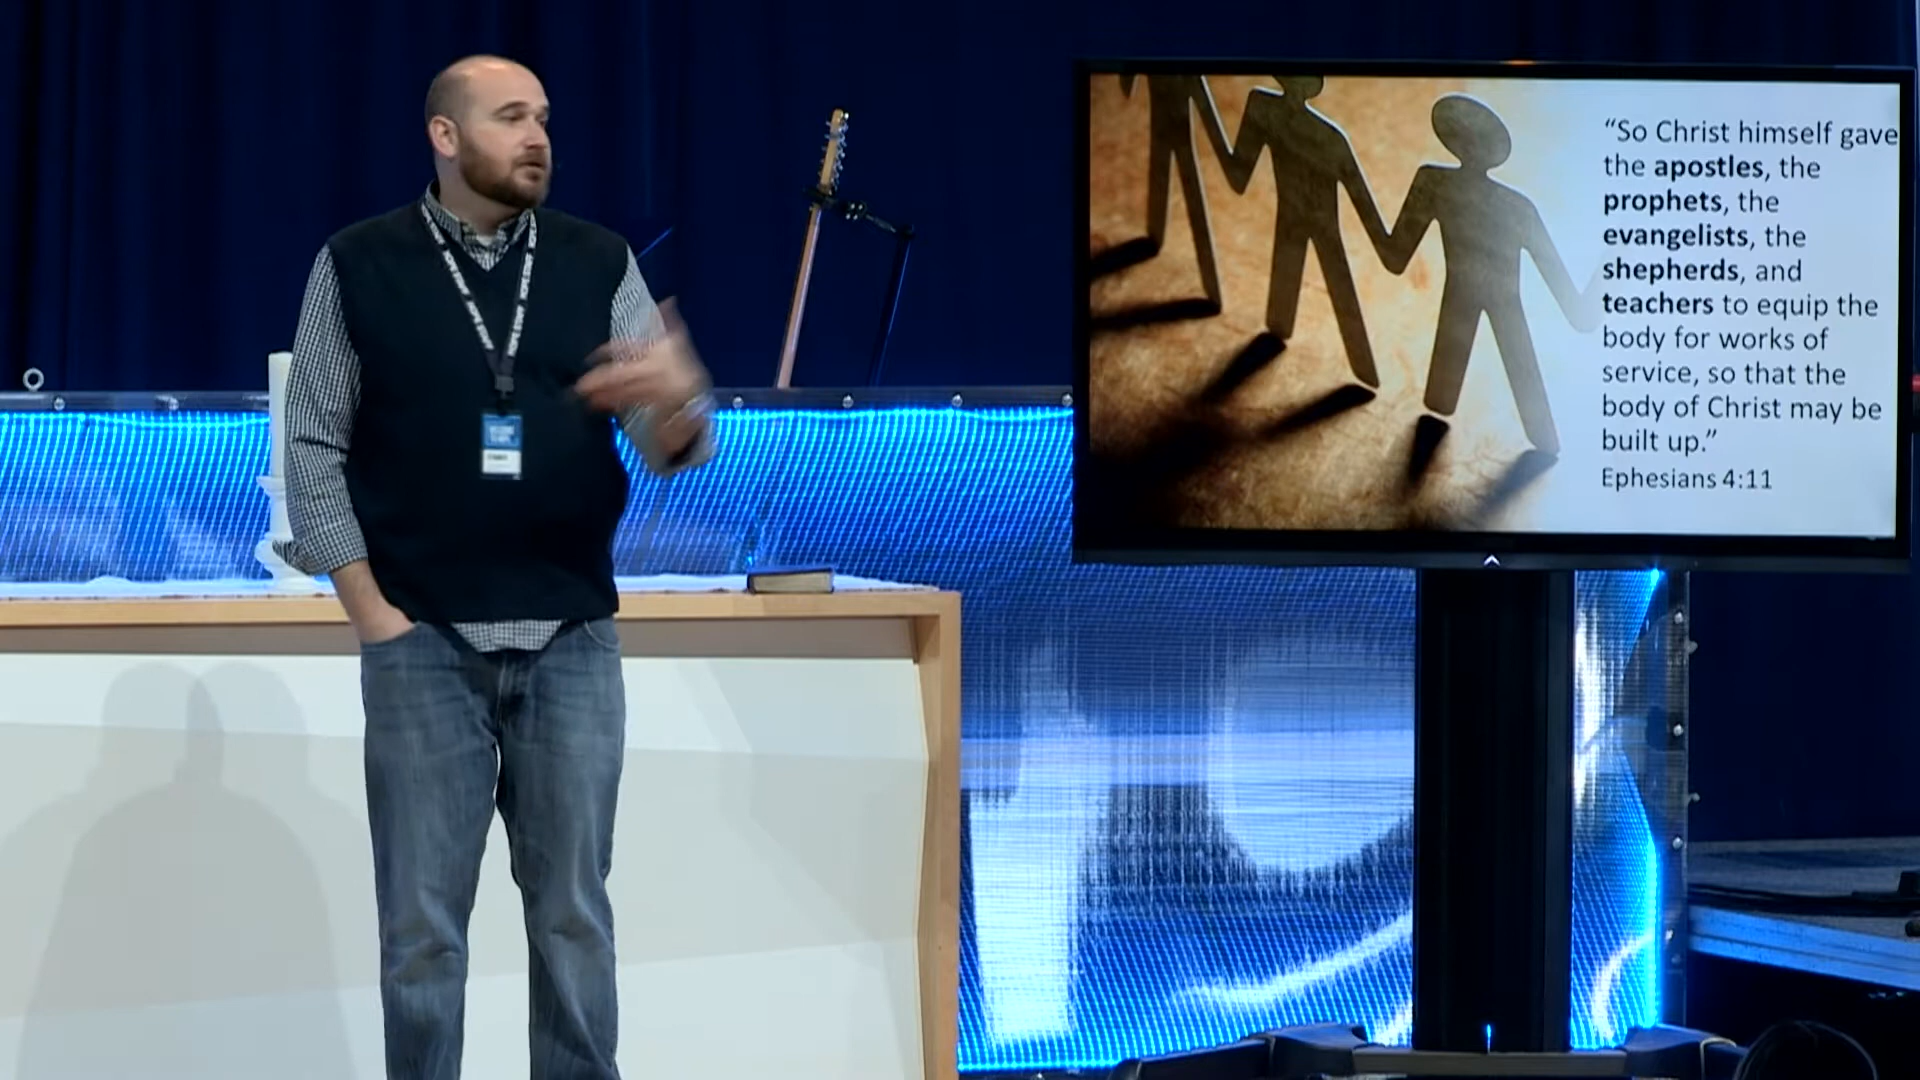 “So Christ himself gave
the apostles, the
prophets, the
evangelists, the
shepherds, and
teachers to equip the
body for works of
service, so that the
body of Christ may be
built up.”
Ephesians 4:11